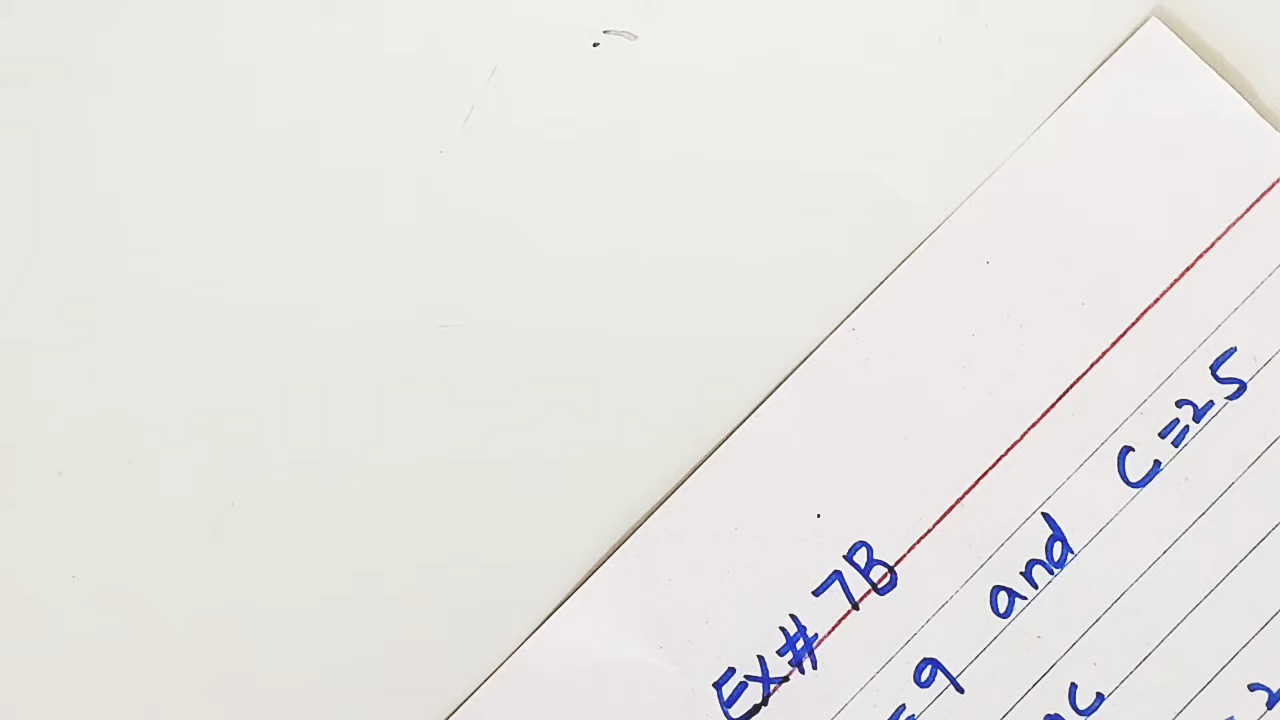 Ex# 7B
= 9 and C = 25